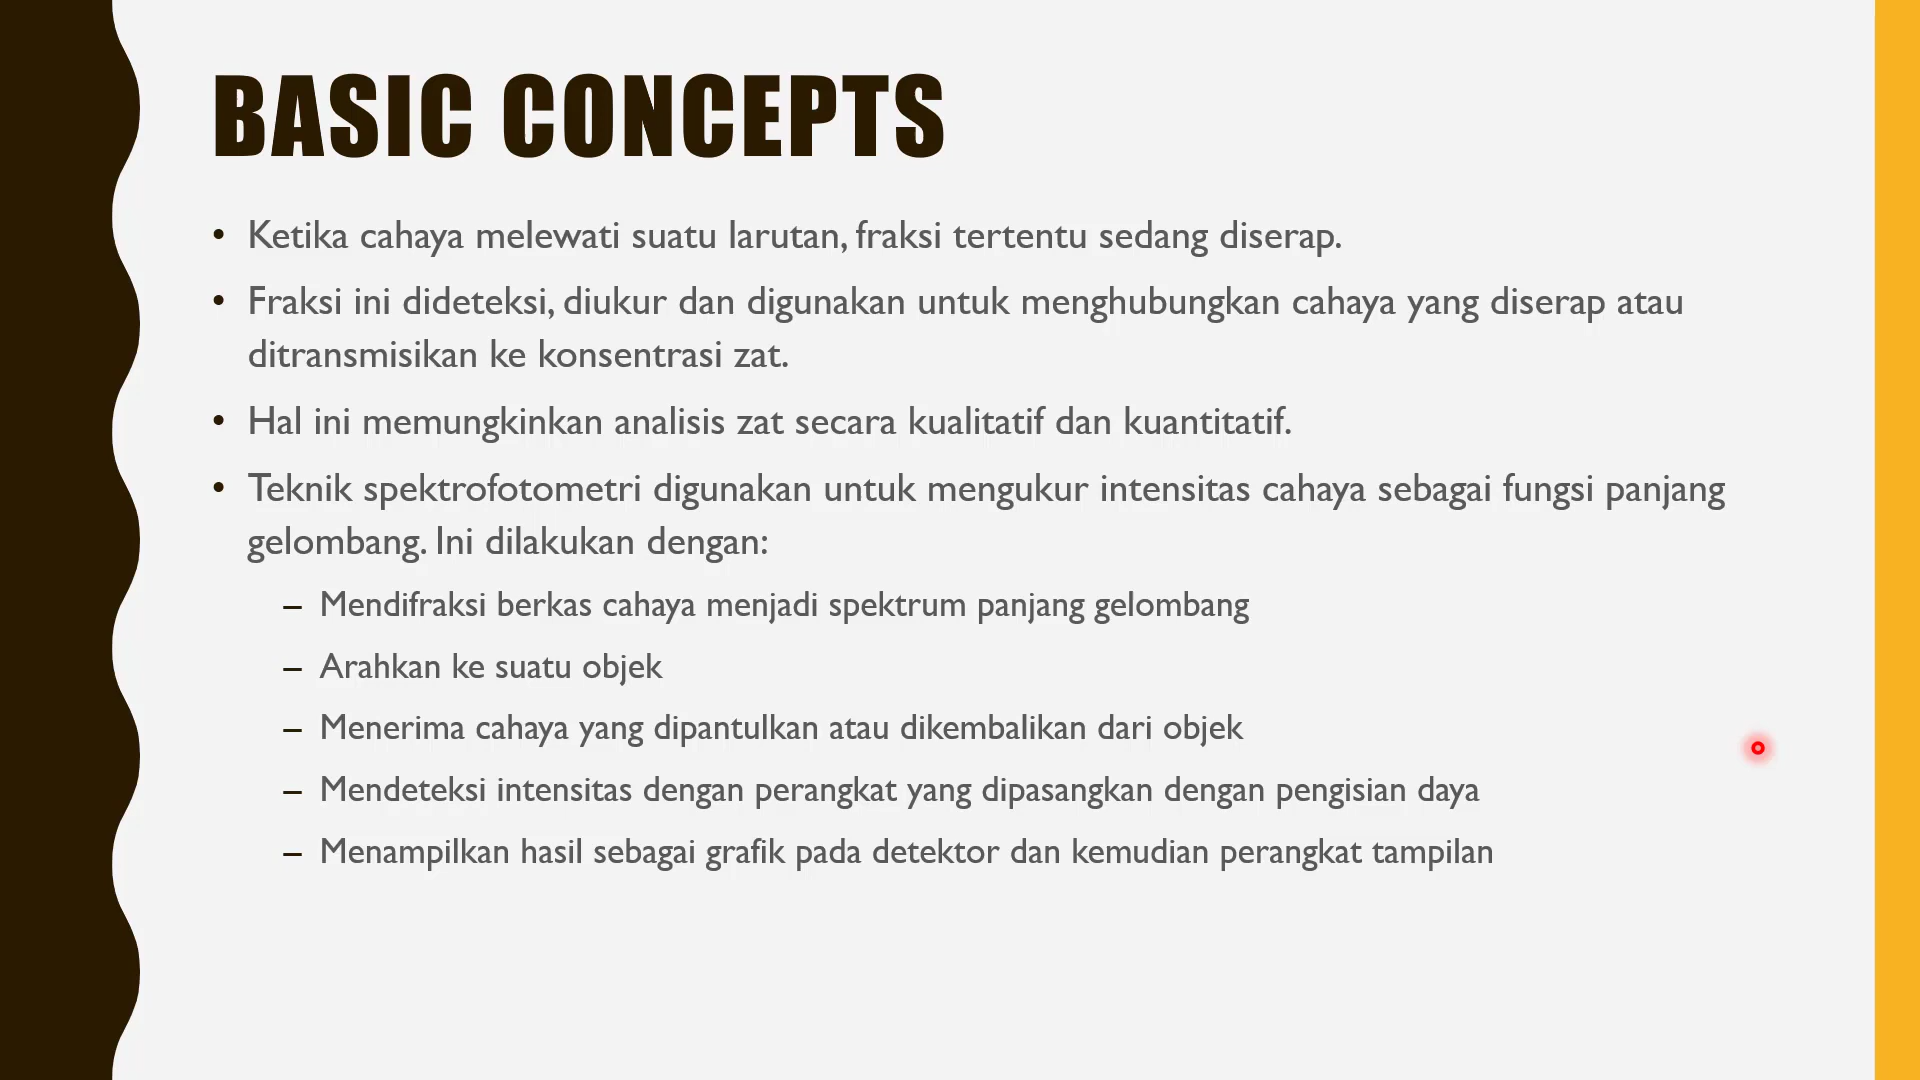 BASIC CONCEPTS
• Ketika cahaya melewati suatu larutan, fraksi tertentu sedang diserap.
• Fraksi ini dideteksi, diukur dan digunakan untuk menghubungkan cahaya yang diserap atau
ditransmisikan ke konsentrasi zat.
• Hal ini memungkinkan analisis zat secara kualitatif dan kuantitatif.
• Teknik spektrofotometri digunakan untuk mengukur intensitas cahaya sebagai fungsi panjang
gelombang. Ini dilakukan dengan:
– Mendifraksi berkas cahaya menjadi spektrum panjang gelombang
– Arahkan ke suatu objek
– Menerima cahaya yang dipantulkan atau dikembalikan dari objek
– Mendeteksi intensitas dengan perangkat yang dipasangkan dengan pengisian daya
– Menampilkan hasil sebagai grafik pada detektor dan kemudian perangkat tampilan